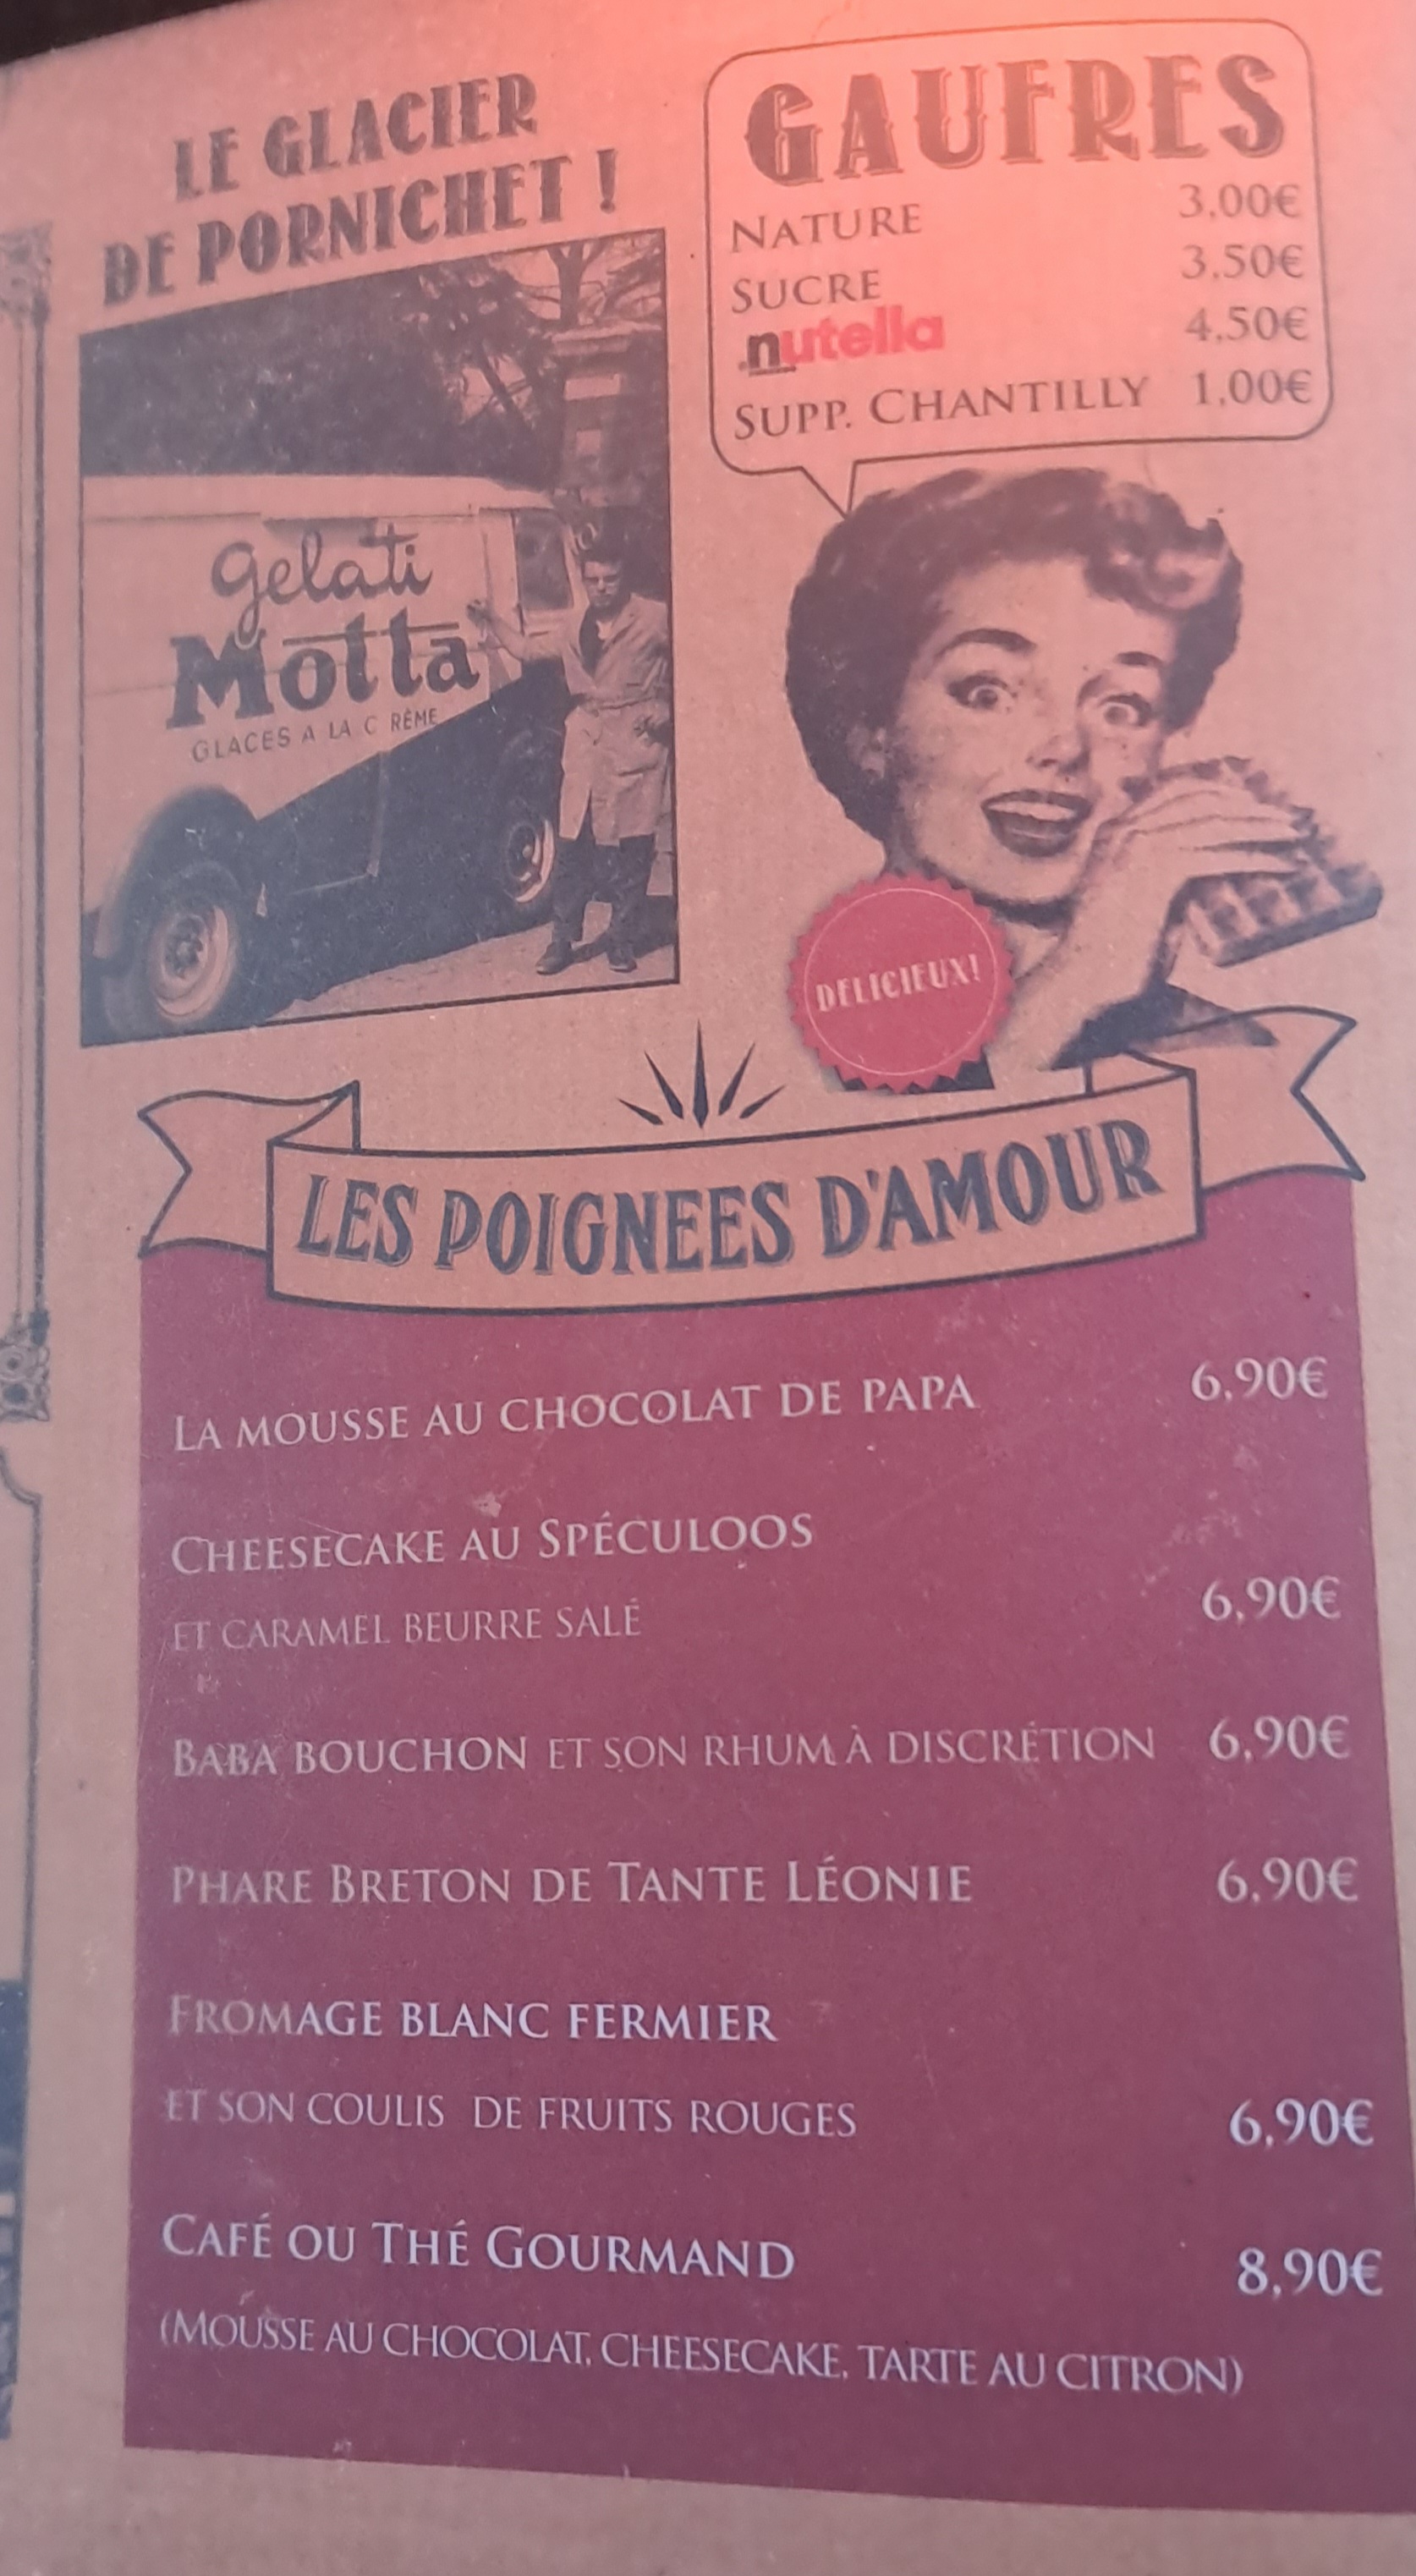 LE GLACIER
DE PORNICHET !
gelati
Motta
GLACES A LA C RÈME
GAUFRES
NATURE 3,00€
SUCRE 3,50€
nutella 4,50€
SUPP. CHANTILLY 1,00€
DELICIEUX!
LES POIGNEES D'AMOUR
LA MOUSSE AU CHOCOLAT DE PAPA 6,90€
CHEESECAKE AU SPÉCULOOS
ET CARAMEL BEURRE SALÉ 6,90€
BABA BOUCHON ET SON RHUM À DISCRÉTION 6,90€
PHARE BRETON DE TANTE LÉONIE 6,90€
FROMAGE BLANC FERMIER
ET SON COULIS DE FRUITS ROUGES 6,90€
CAFÉ OU THÉ GOURMAND 8,90€
(MOUSSE AU CHOCOLAT, CHEESECAKE, TARTE AU CITRON)